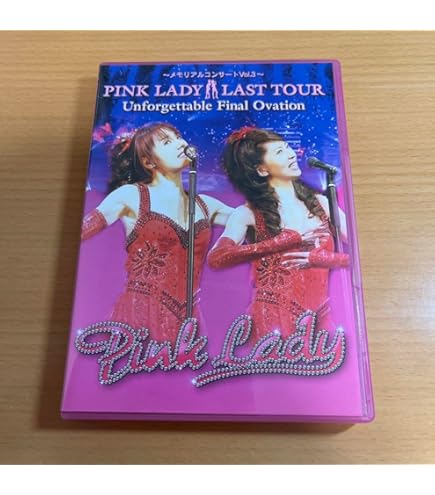 ～メモリアルコンサートVol.3～
PINK LADY LAST TOUR
Unforgettable Final Ovation
Pink Lady